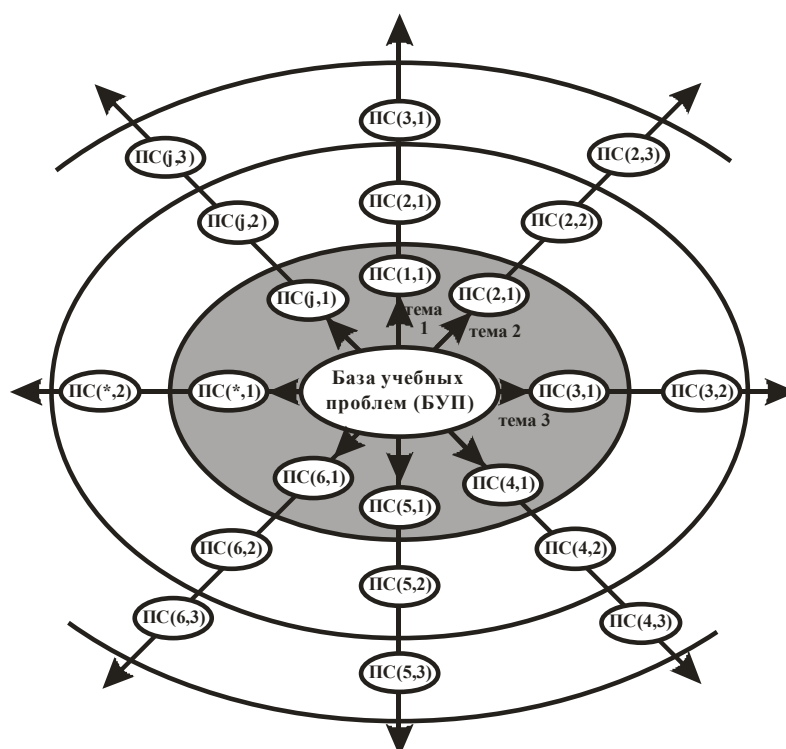 ПС(3,1)
ПС(j,3)
ПС(2,3)
ПС(j,2)
ПС(2,1)
ПС(2,2)
ПС(1,1)
ПС(j,1)
ПС(2,1)
тема
1
тема 2
База учебных
проблем (БУП)
ПС(*,2)
ПС(*,1)
ПС(3,1)
ПС(3,2)
тема 3
ПС(6,1)
ПС(4,1)
ПС(5,1)
ПС(6,2)
ПС(4,2)
ПС(5,2)
ПС(6,3)
ПС(4,3)
ПС(5,3)